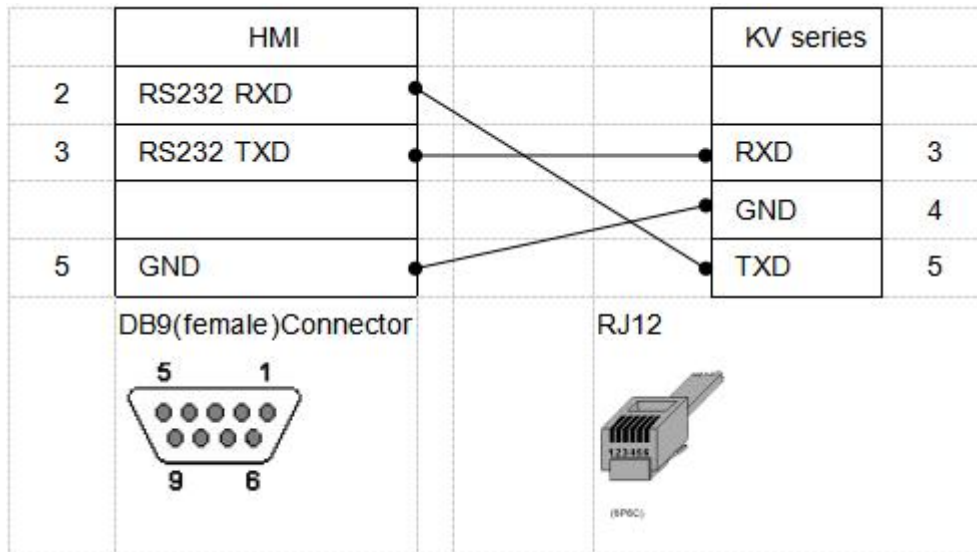 HMI KV series
2 RS232 RXD
3 RS232 TXD RXD 3
GND 4
5 GND TXD 5
DB9(female)Connector RJ12
5 1
9 6
123456
(6P6C)